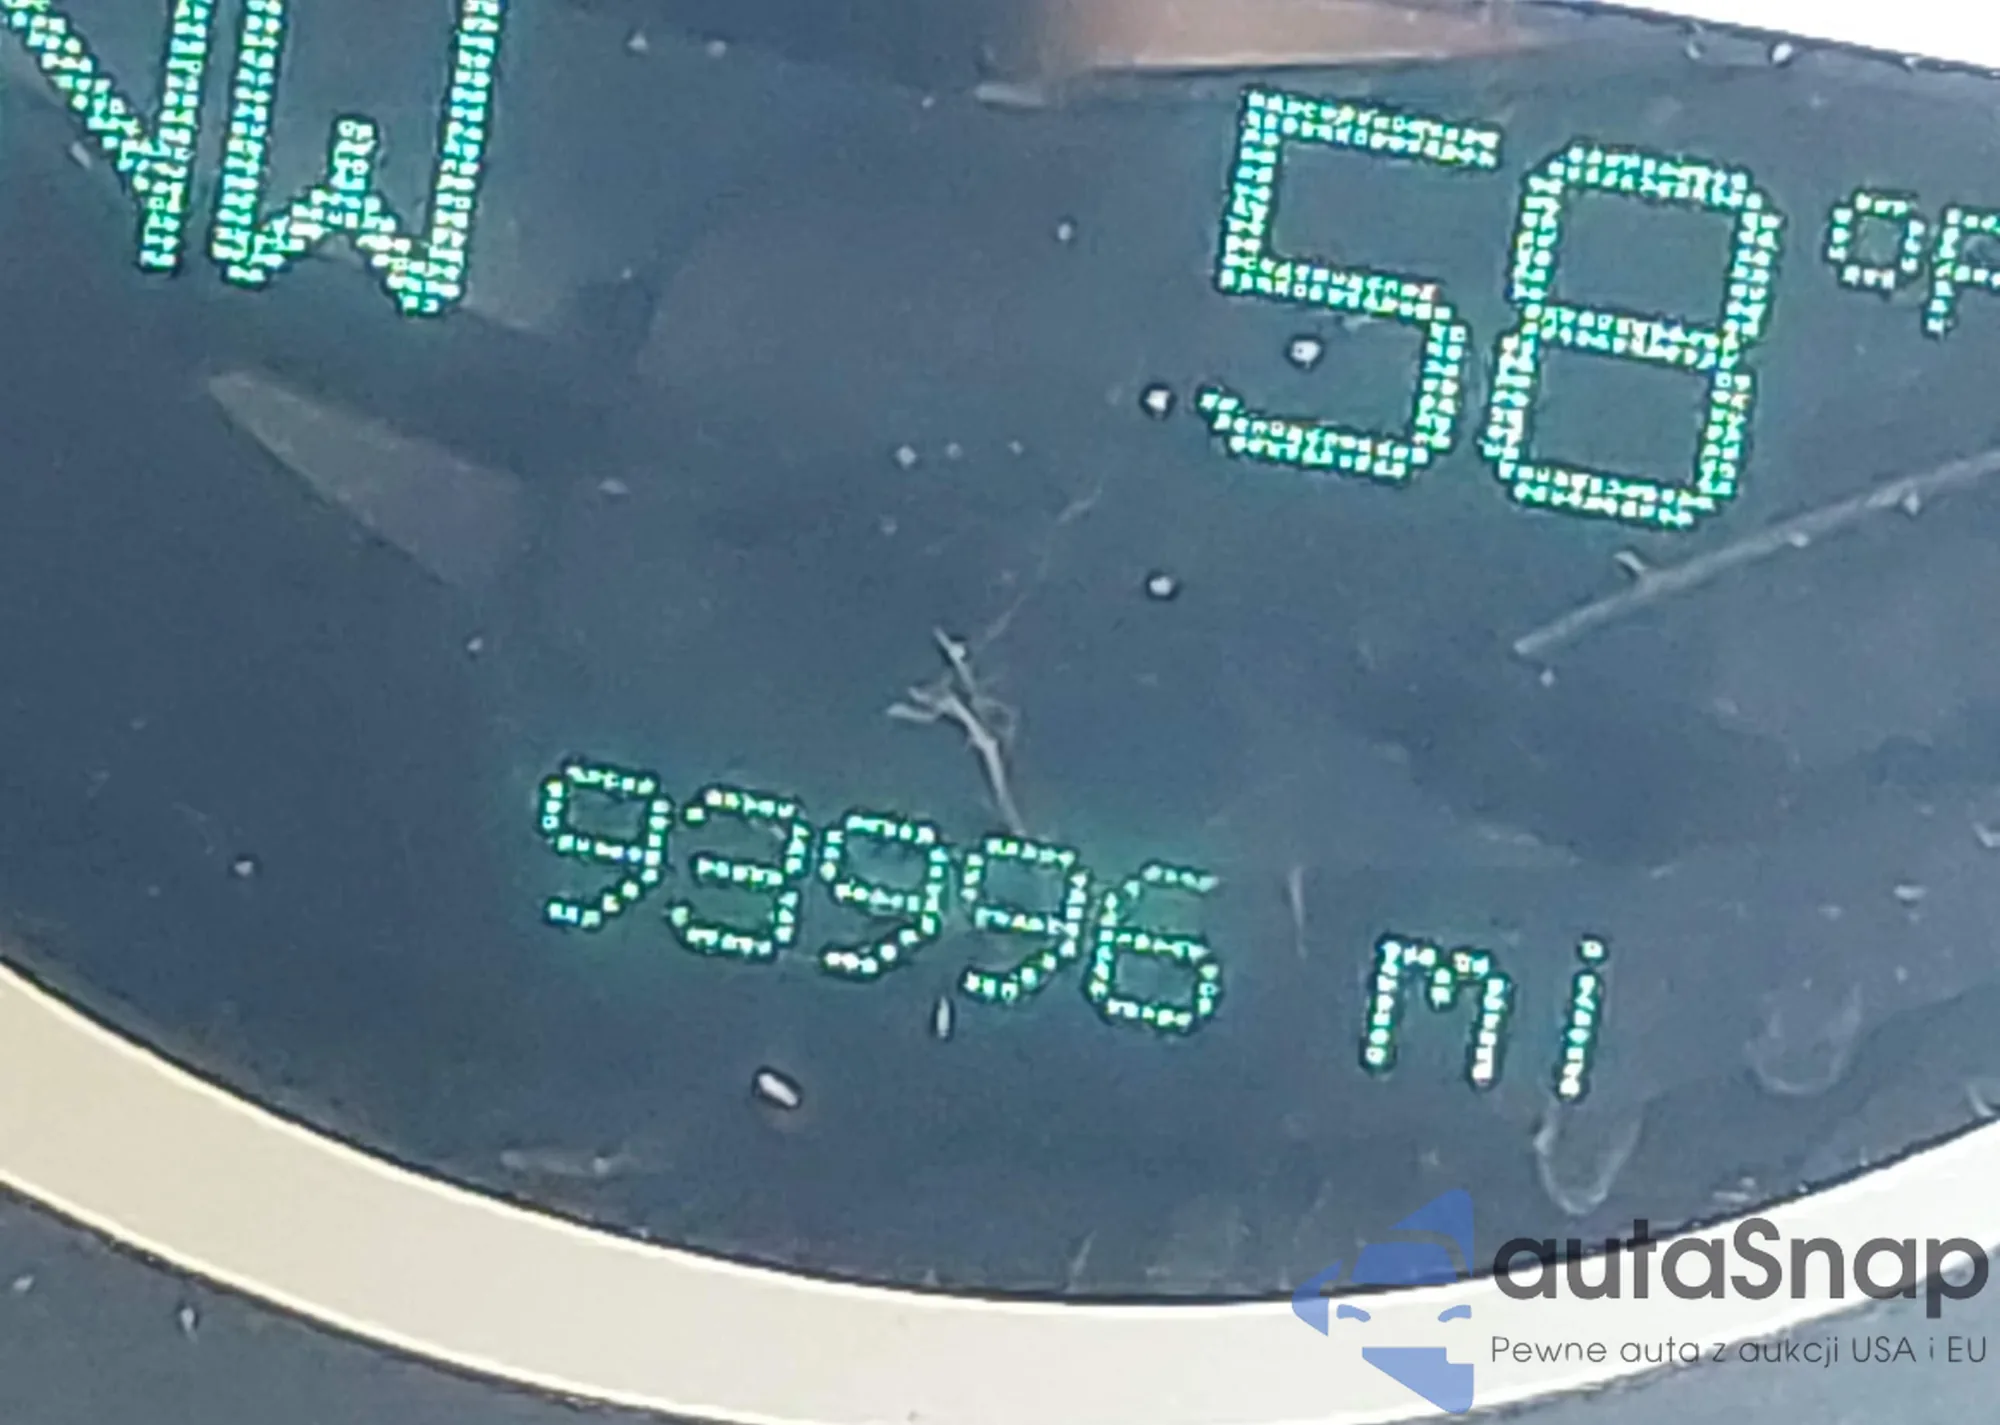 NW 58°F
93996 mi
autaSnap
Pewne auta z aukcji USA i EU